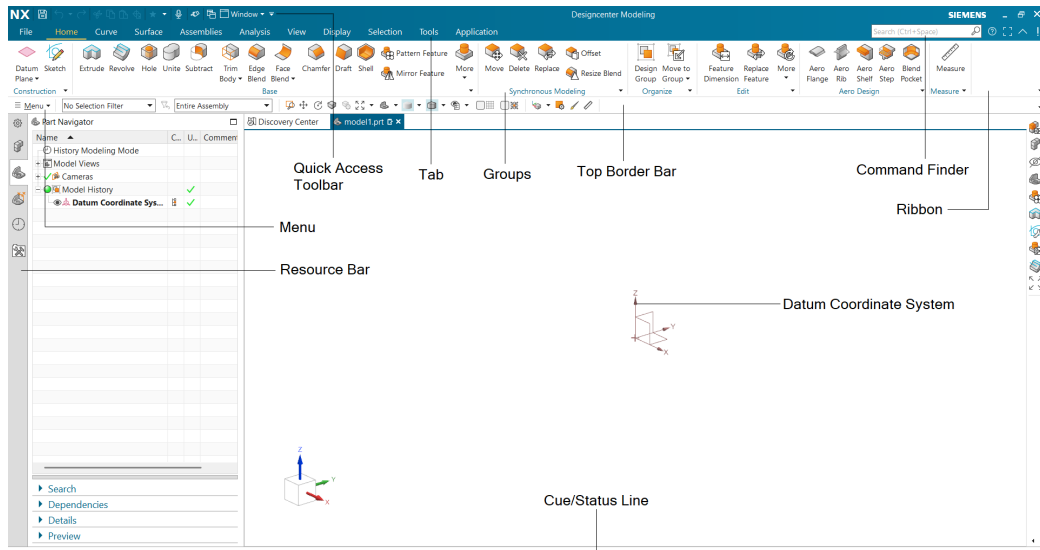 NX Window Designcenter Modeling SIEMENS
File Home Curve Surface Assemblies Analysis View Display Selection Tools Application Search (Ctrl+Space)
Pattern Feature Offset
Datum Sketch Extrude Revolve Hole Unite Subtract Trim Edge Face Chamfer Draft Shell More Move Delete Replace Design Move to Feature Replace More Aero Aero Aero Aero Blend Measure
Mirror Feature Resize Blend
Plane Body Blend Blend Group Group Dimension Feature Flange Rib Shelf Step Pocket
Construction Base Synchronous Modeling Organize Edit Aero Design Measure
Menu No Selection Filter Entire Assembly
Part Navigator Discovery Center model1.prt
Name C... U... Comment
History Modeling Mode
Model Views
Cameras
Model History
Datum Coordinate Sys...
Quick Access
Toolbar
Tab
Groups
Top Border Bar
Command Finder
Ribbon
Menu
Resource Bar
Datum Coordinate System
Z
Y
X
Z
Y
X
Cue/Status Line
Search
Dependencies
Details
Preview